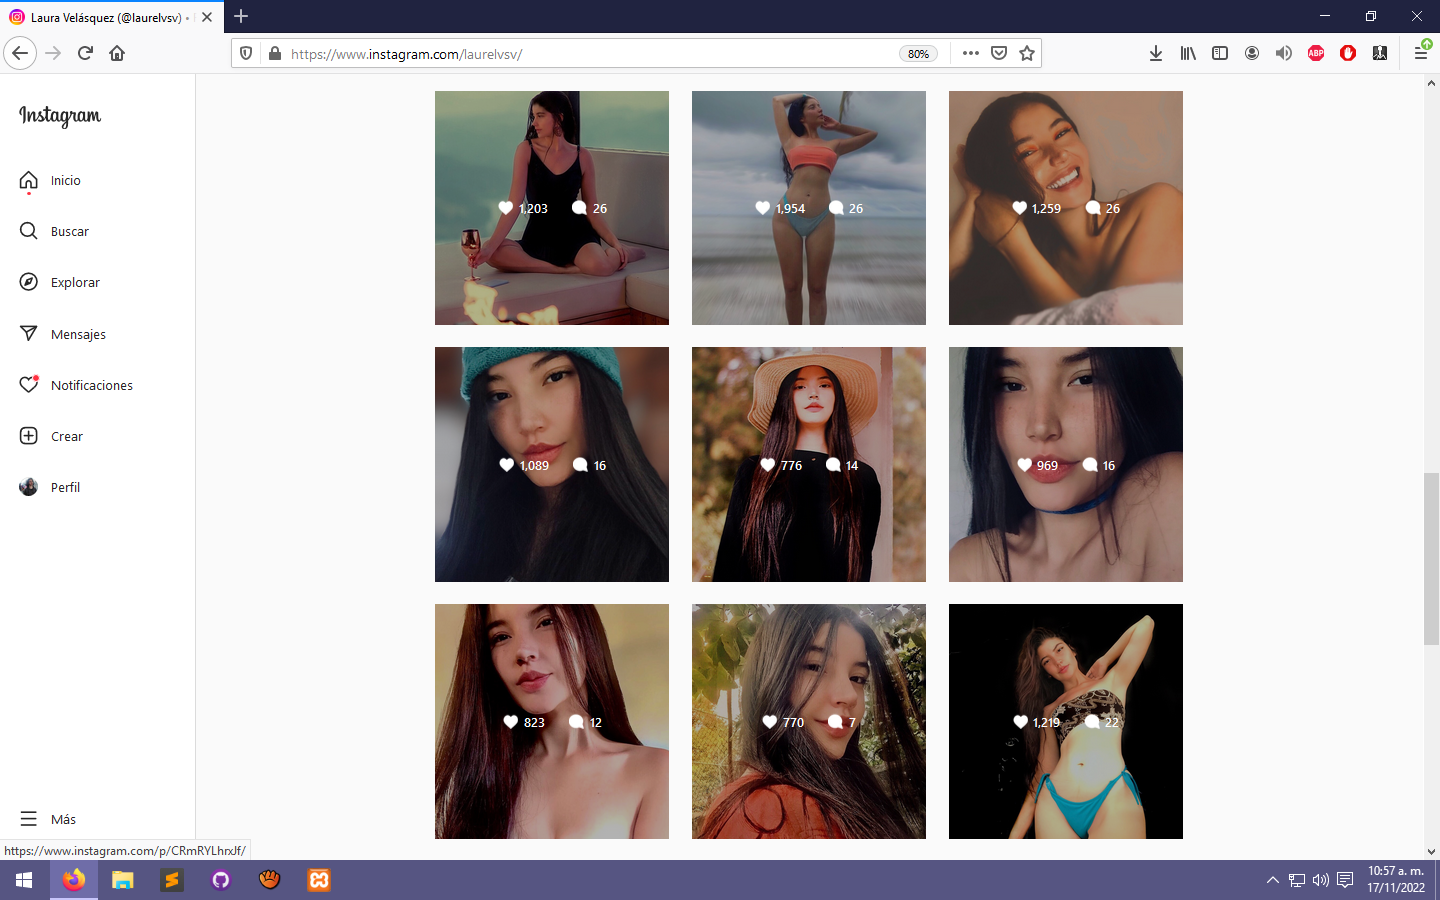 Laura Velásquez (@laurelvsv) •
https://www.instagram.com/laurelvsv/
80%
ABP
Instagram
Inicio
Buscar
Explorar
Mensajes
Notificaciones
Crear
Perfil
Más
1,203 26
1,954 26
1,259 26
1,089 16
776 14
969 16
823 12
770 7
1,219 22
https://www.instagram.com/p/CRmRYLhrxJf/
10:57 a. m.
17/11/2022